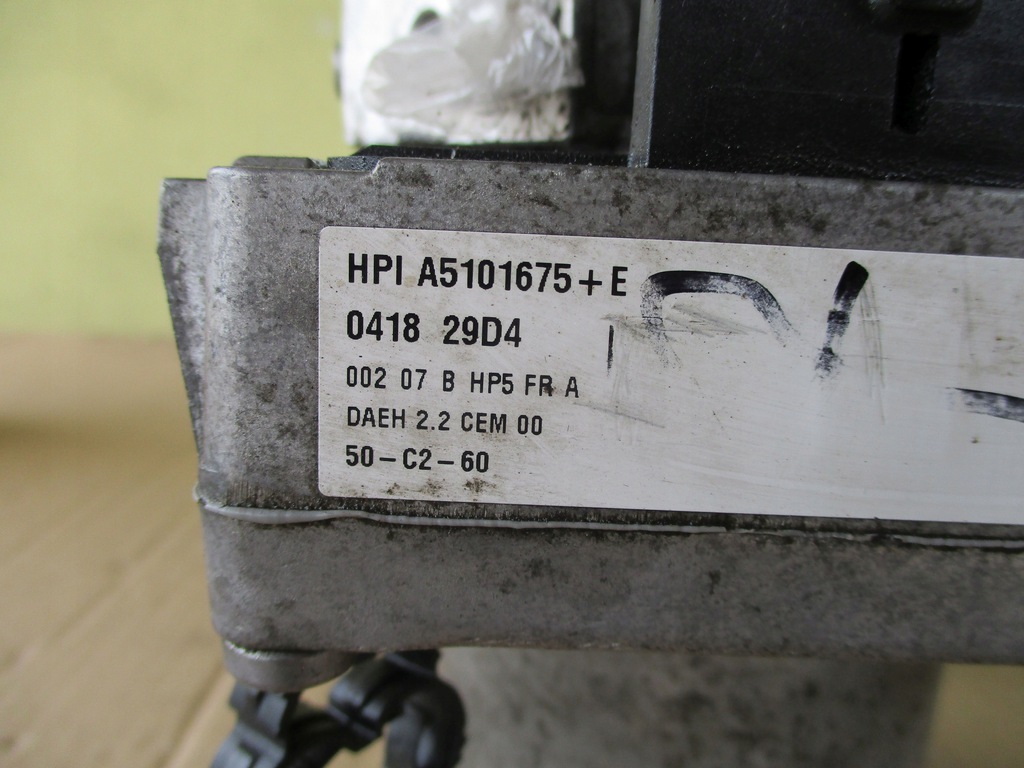 HPI A5101675+E
0418 29D4
002 07 B HP5 FR A
DAEH 2.2 CEM 00
50-C2-60